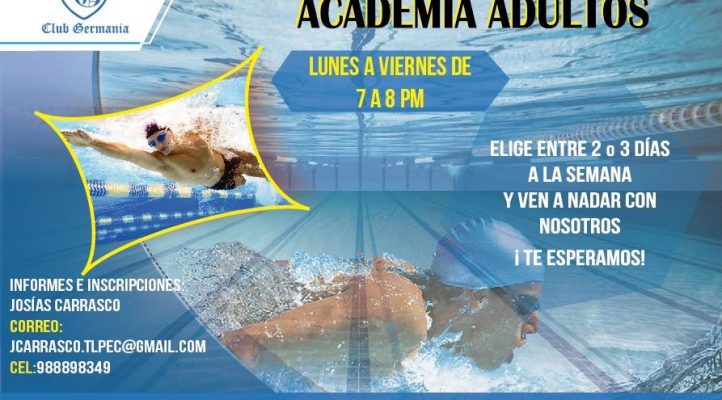 Club Germania
ACADEMIA ADULTOS
LUNES A VIERNES DE
7 A 8 PM
ELIGE ENTRE 2 o 3 DÍAS
A LA SEMANA
Y VEN A NADAR CON
NOSOTROS
¡ TE ESPERAMOS!
INFORMES E INSCRIPCIONES:
JOSÍAS CARRASCO
CORREO:
JCARRASCO.TLPEC@GMAIL.COM
CEL:988898349